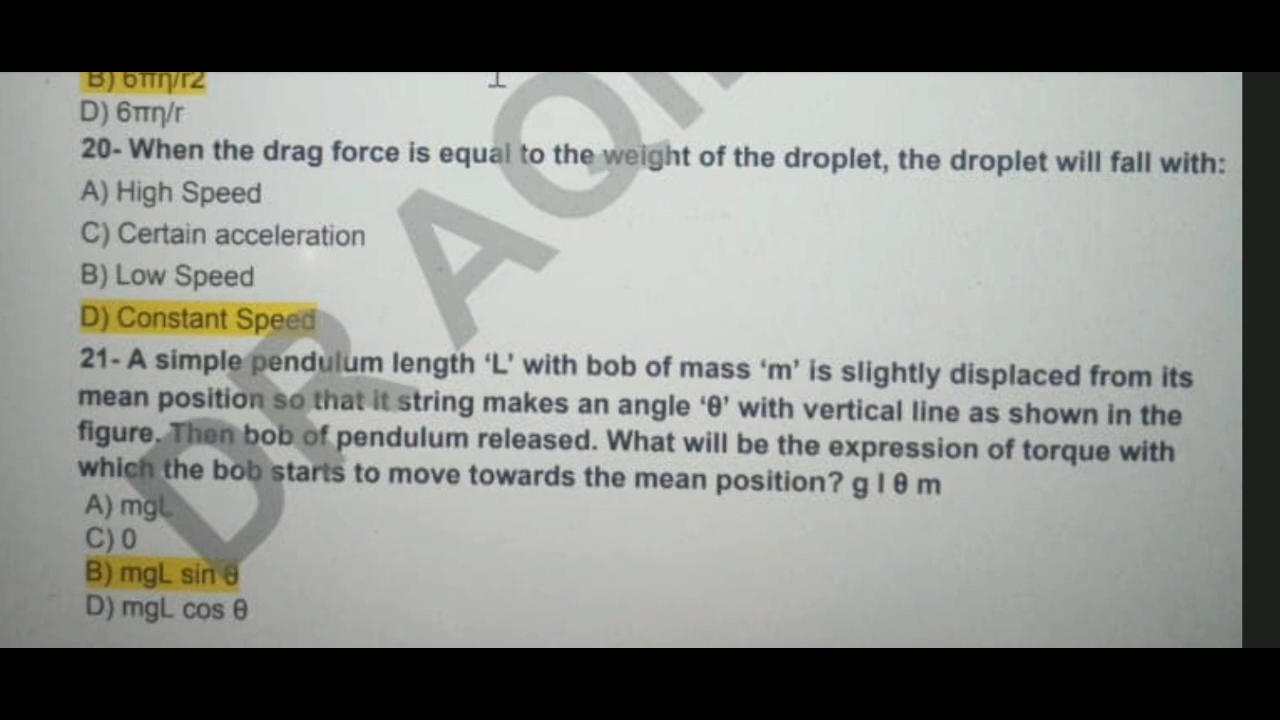 B) 6πη/r2
D) 6πη/r
20- When the drag force is equal to the weight of the droplet, the droplet will fall with:
A) High Speed
C) Certain acceleration
B) Low Speed
D) Constant Speed
21- A simple pendulum length ‘L’ with bob of mass ‘m’ is slightly displaced from its
mean position so that it string makes an angle ‘θ’ with vertical line as shown in the
figure. Then bob of pendulum released. What will be the expression of torque with
which the bob starts to move towards the mean position? g l θ m
A) mgL
C) 0
B) mgL sin θ
D) mgL cos θ
DR AQI